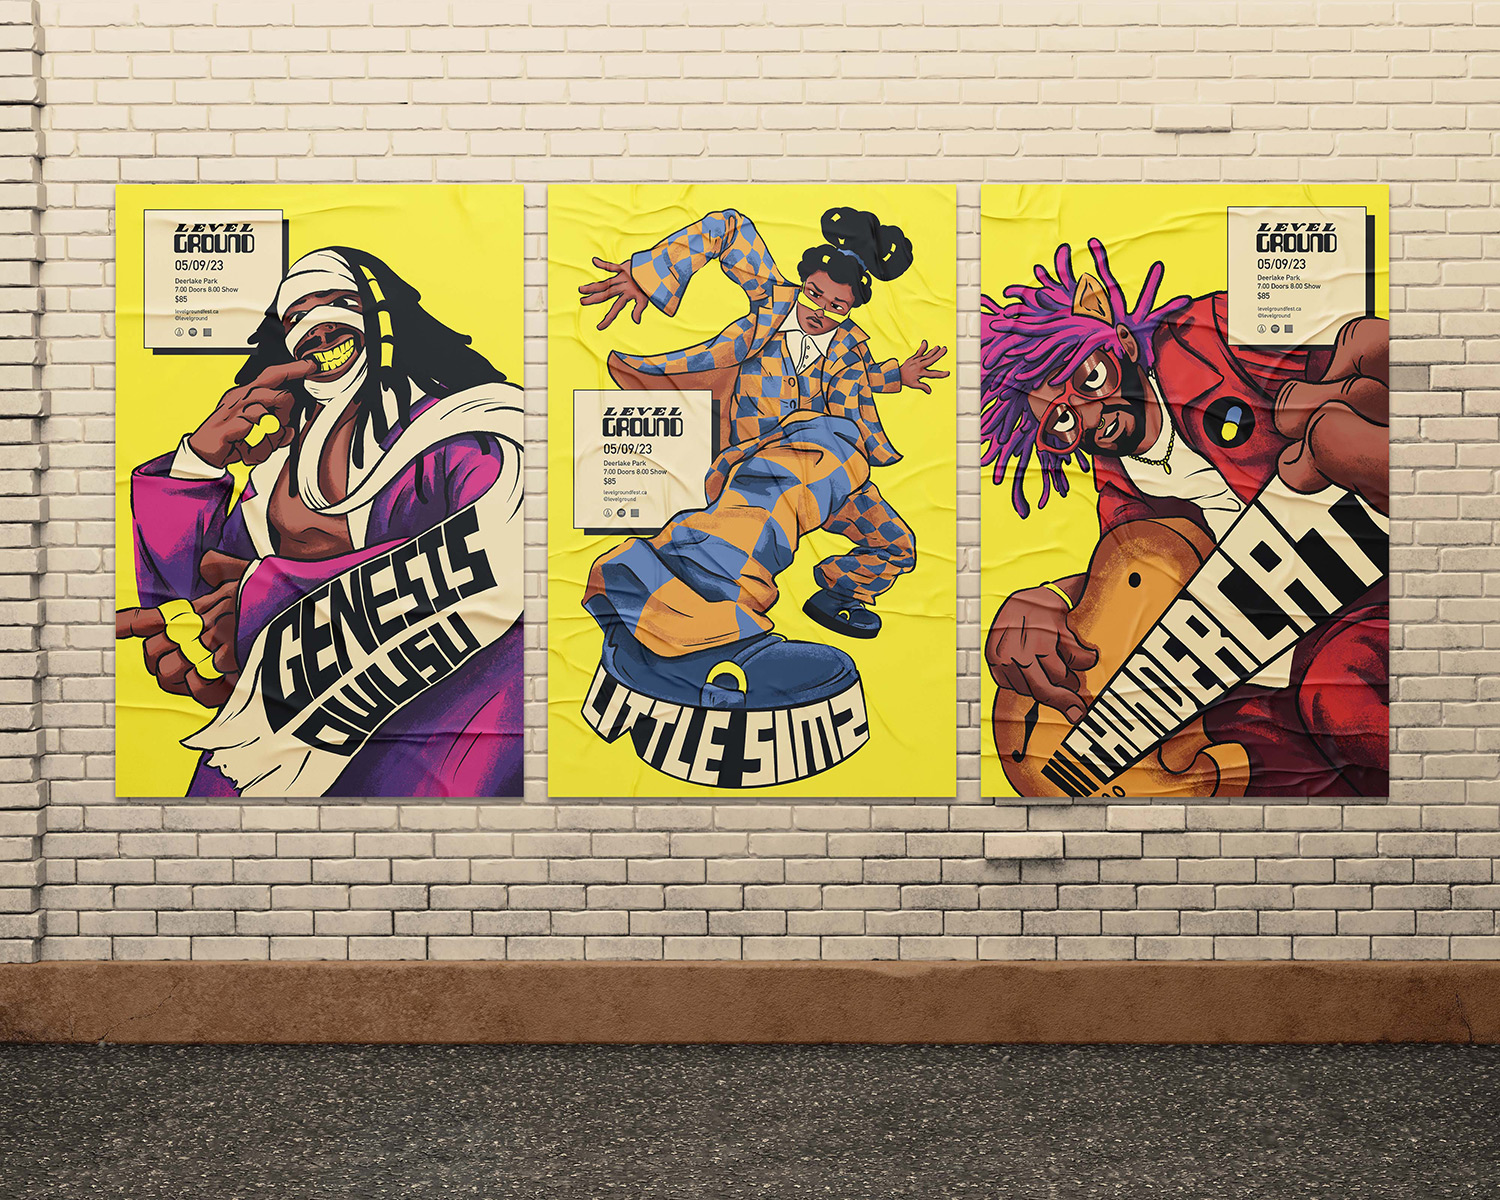 LEVEL
GROUND
05/09/23
Deerlake Park
7:00 Doors 8:00 Show
$85
levelgroundfest.ca
@levelground
GENESIS
OWUSU
LEVEL
GROUND
05/09/23
Deerlake Park
7:00 Doors 8:00 Show
$85
levelgroundfest.ca
@levelground
LITTLE SIMZ
LEVEL
GROUND
05/09/23
Deerlake Park
7:00 Doors 8:00 Show
$85
levelgroundfest.ca
@levelground
THUNDERCAT